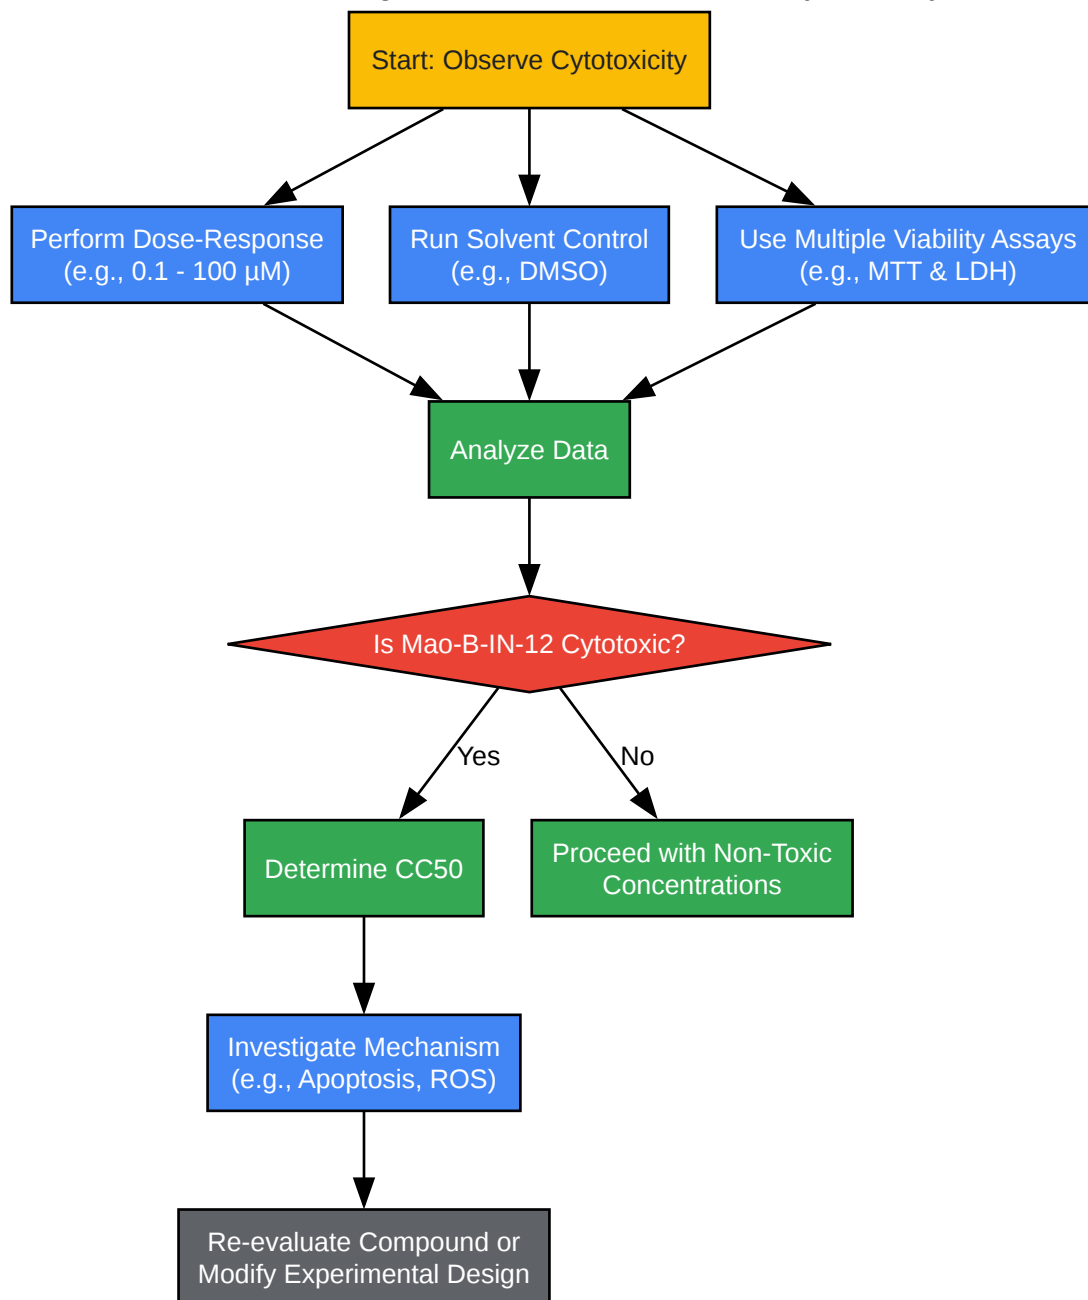 Start: Observe Cytotoxicity
Perform Dose-Response
(e.g., 0.1 - 100 µM)
Run Solvent Control
(e.g., DMSO)
Use Multiple Viability Assays
(e.g., MTT & LDH)
Analyze Data
Is Mao-B-IN-12 Cytotoxic?
Yes
No
Determine CC50
Proceed with Non-Toxic
Concentrations
Investigate Mechanism
(e.g., Apoptosis, ROS)
Re-evaluate Compound or
Modify Experimental Design